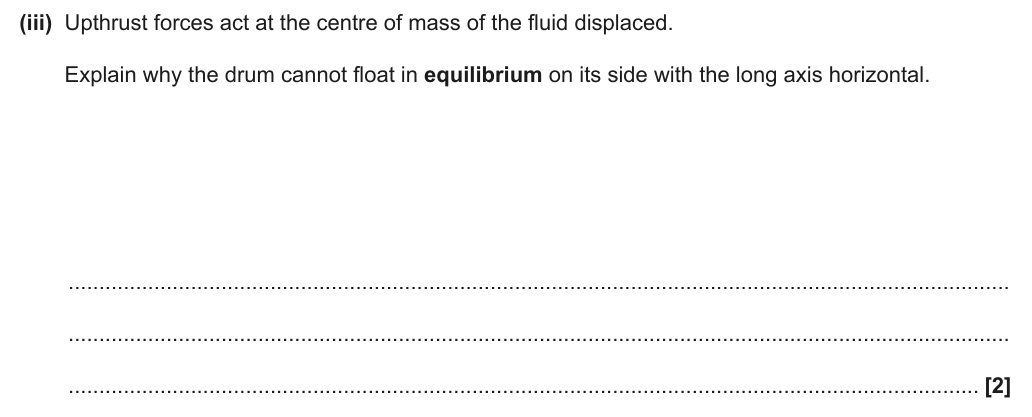 (iii) Upthrust forces act at the centre of mass of the fluid displaced.
Explain why the drum cannot float in equilibrium on its side with the long axis horizontal.
[2]